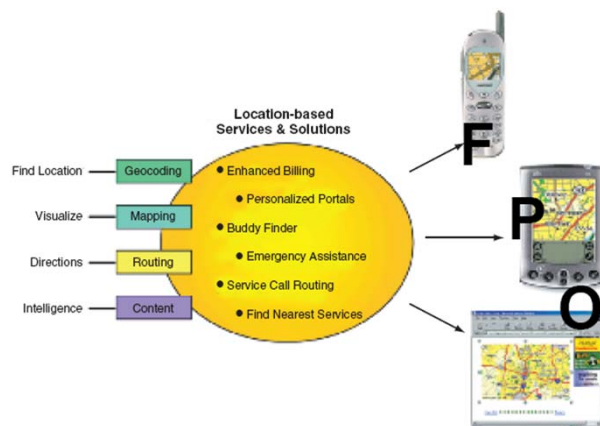 Location-based
Services & Solutions
Find Location
Geocoding
Enhanced Billing
Personalized Portals
Visualize
Mapping
Buddy Finder
Directions
Routing
Emergency Assistance
Service Call Routing
Intelligence
Content
Find Nearest Services
F
P
O